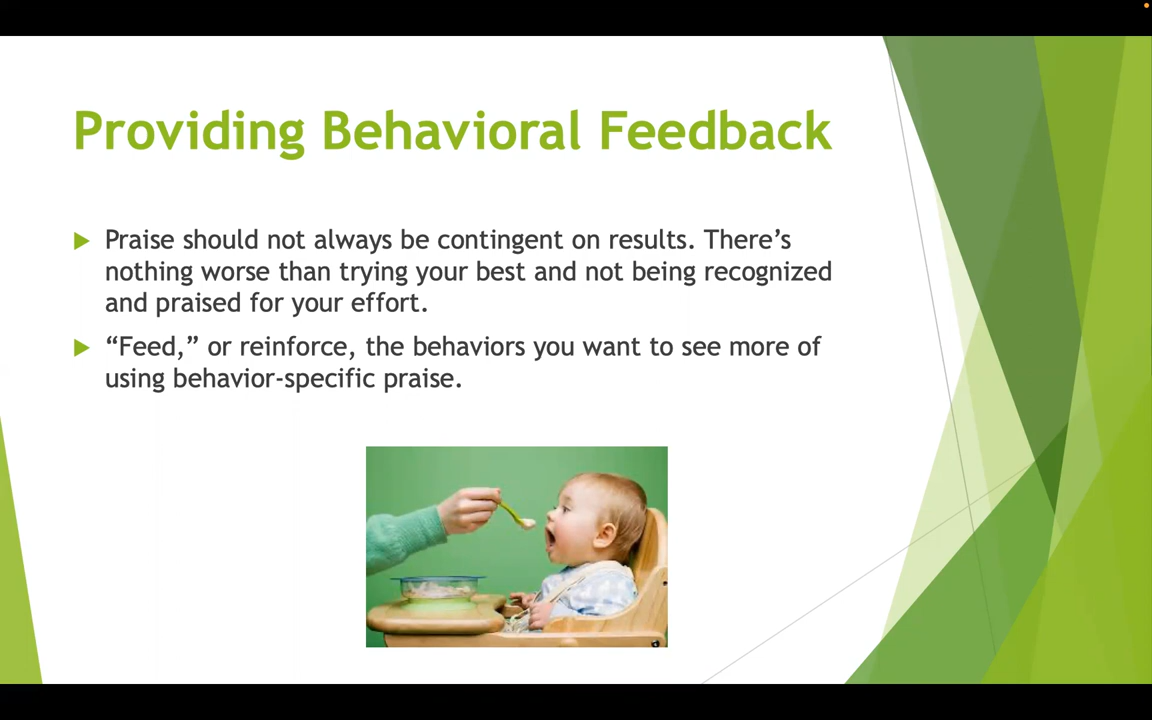 Providing Behavioral Feedback
Praise should not always be contingent on results. There’s
nothing worse than trying your best and not being recognized
and praised for your effort.
“Feed,” or reinforce, the behaviors you want to see more of
using behavior-specific praise.